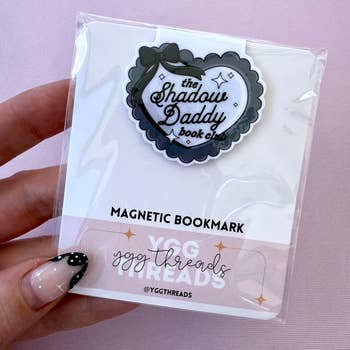 the
Shadow
Daddy
book club
MAGNETIC BOOKMARK
YGG
ygg threads
THREADS
@YGGTHREADS